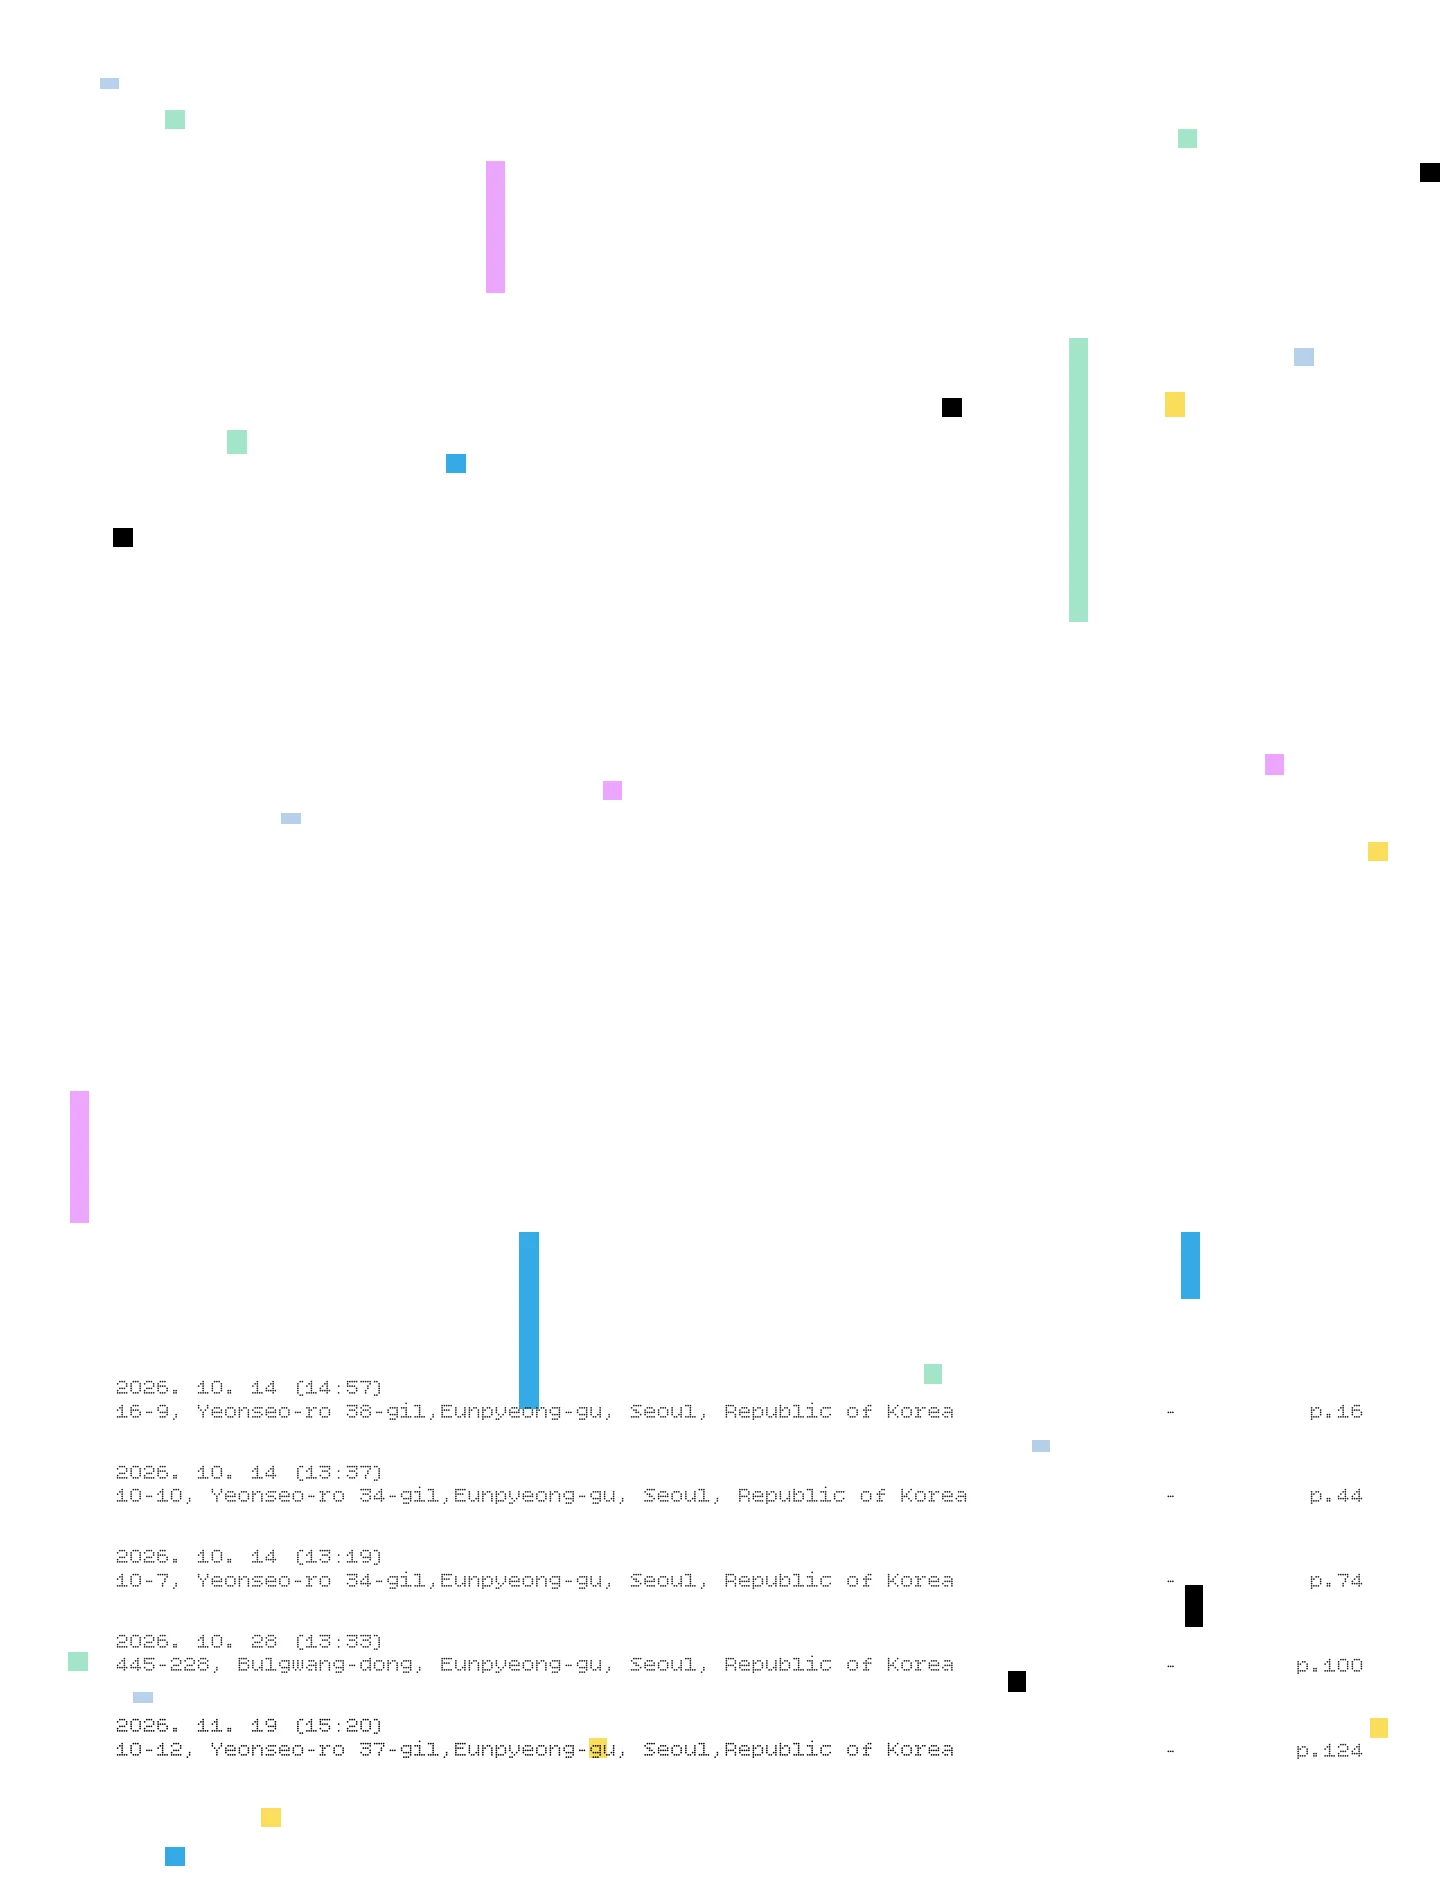 2026. 10. 14 (14:57)
16-9, Yeonseo-ro 38-gil,Eunpyeong-gu, Seoul, Republic of Korea - p.16
2026. 10. 14 (13:37)
10-10, Yeonseo-ro 34-gil,Eunpyeong-gu, Seoul, Republic of Korea - p.44
2026. 10. 14 (13:19)
10-7, Yeonseo-ro 34-gil,Eunpyeong-gu, Seoul, Republic of Korea - p.74
2026. 10. 28 (13:33)
445-228, Bulgwang-dong, Eunpyeong-gu, Seoul, Republic of Korea - p.100
2026. 11. 19 (15:20)
10-12, Yeonseo-ro 37-gil,Eunpyeong-gu, Seoul,Republic of Korea - p.124